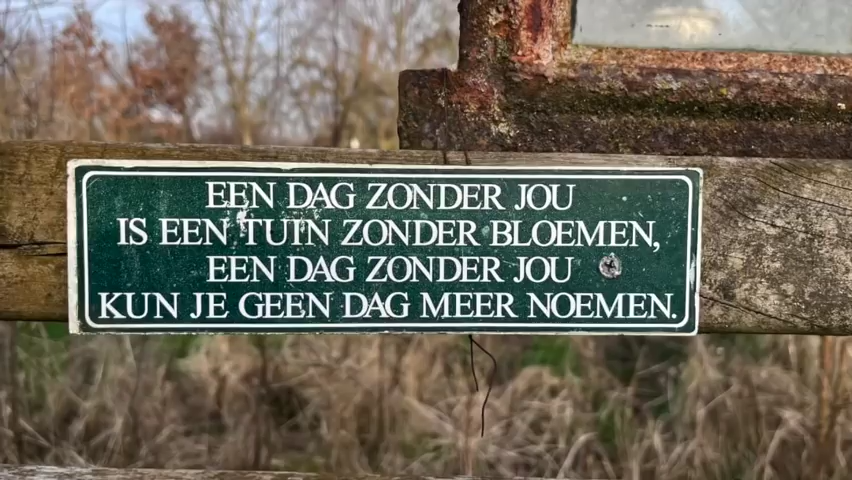 EEN DAG ZONDER JOU
IS EEN TUIN ZONDER BLOEMEN,
EEN DAG ZONDER JOU
KUN JE GEEN DAG MEER NOEMEN.